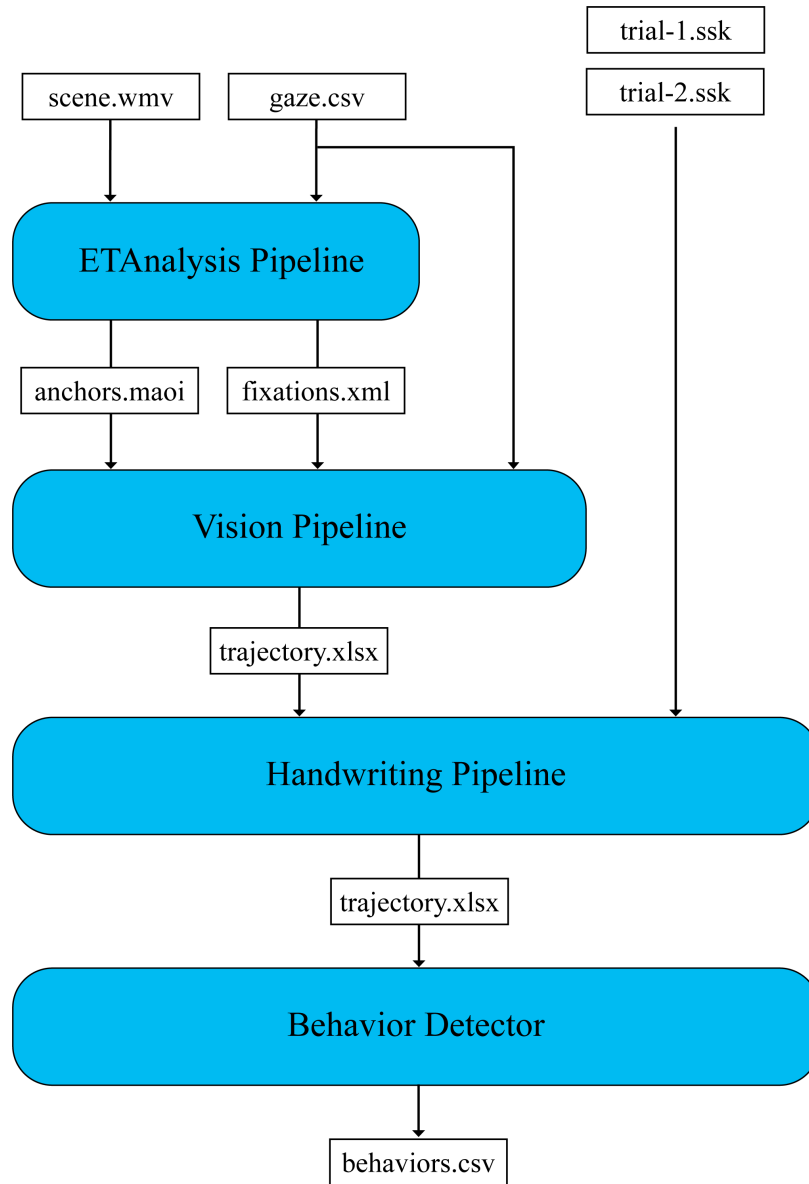 trial-1.ssk
scene.wmv
gaze.csv
trial-2.ssk
ETAnalysis Pipeline
anchors.maoi
fixations.xml
Vision Pipeline
trajectory.xlsx
Handwriting Pipeline
trajectory.xlsx
Behavior Detector
behaviors.csv